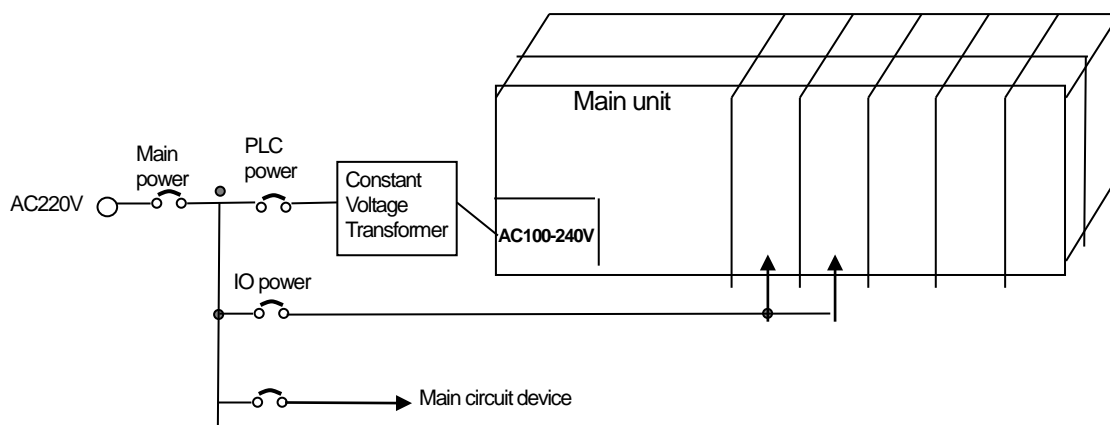 Main unit
Main
power
PLC
power
AC220V
Constant
Voltage
Transformer
AC100-240V
IO power
Main circuit device